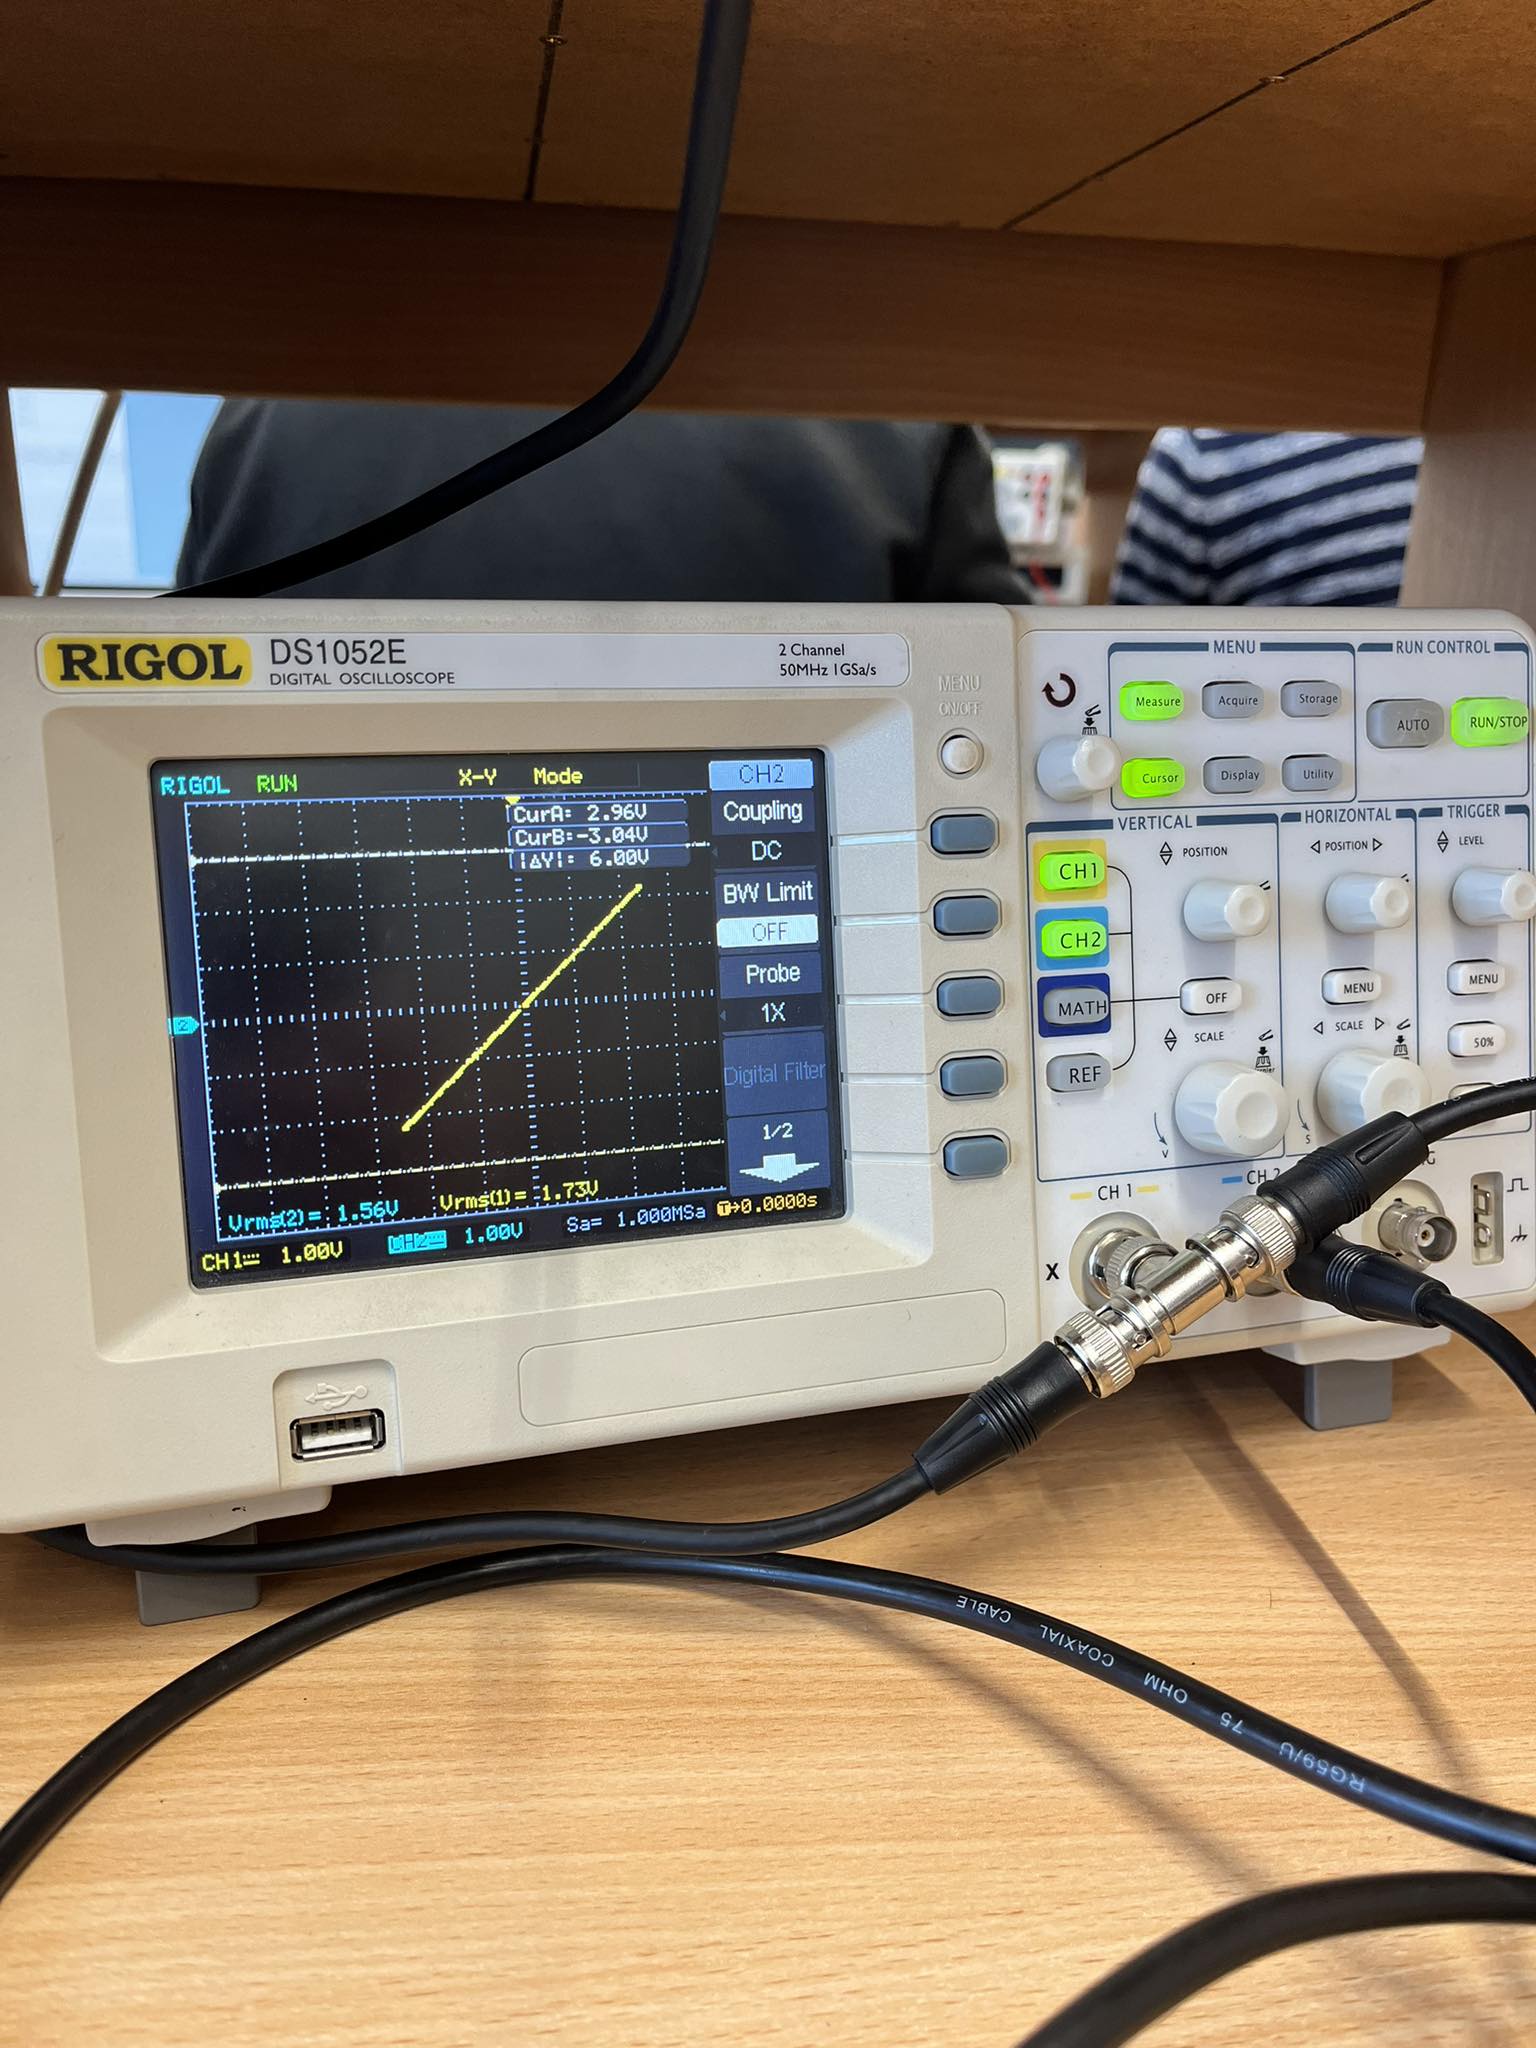 RIGOL DS1052E
DIGITAL OSCILLOSCOPE
2 Channel
50MHz 1GSa/s
MENU
ON/OFF
RIGOL RUN X-Y Mode
CurA: 2.96V
CurB:-3.04V
|ΔY|: 6.00V
CH2
Coupling
DC
BW Limit
OFF
Probe
1X
Digital Filter
1/2
2
Vrms(2)= 1.56V Vrms(1)= 1.73V
CH1 1.00V CH2 1.00V Sa= 1.000MSa T→0.0000s
MENU
Measure Acquire Storage
Cursor Display Utility
RUN CONTROL
AUTO RUN/STOP
VERTICAL
POSITION
CH1
CH2
MATH OFF
SCALE
REF
V
HORIZONTAL
POSITION
MENU
SCALE
S
TRIGGER
LEVEL
MENU
50%
CH 1
CH 2
X
RG59/U 75 OHM COAXIAL CABLE